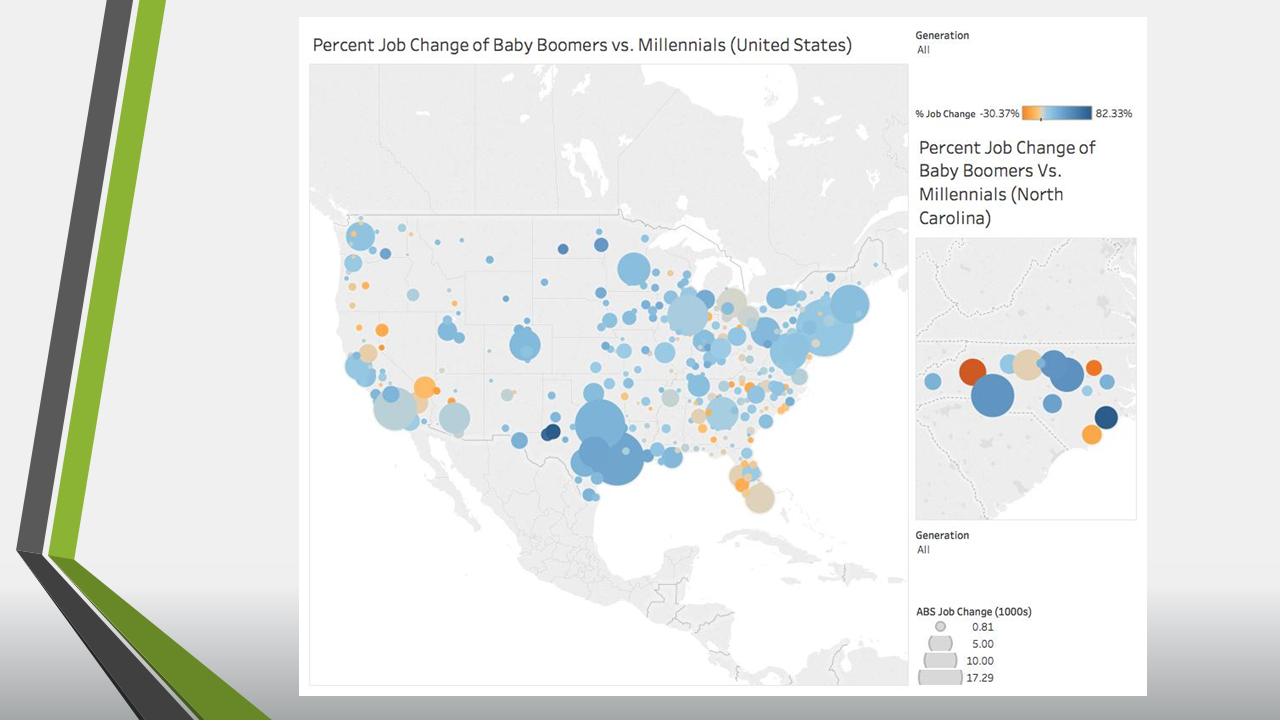 Percent Job Change of Baby Boomers vs. Millennials (United States)
Generation
All
% Job Change -30.37% 82.33%
Percent Job Change of
Baby Boomers Vs.
Millennials (North
Carolina)
Generation
All
ABS Job Change (1000s)
0.81
5.00
10.00
17.29